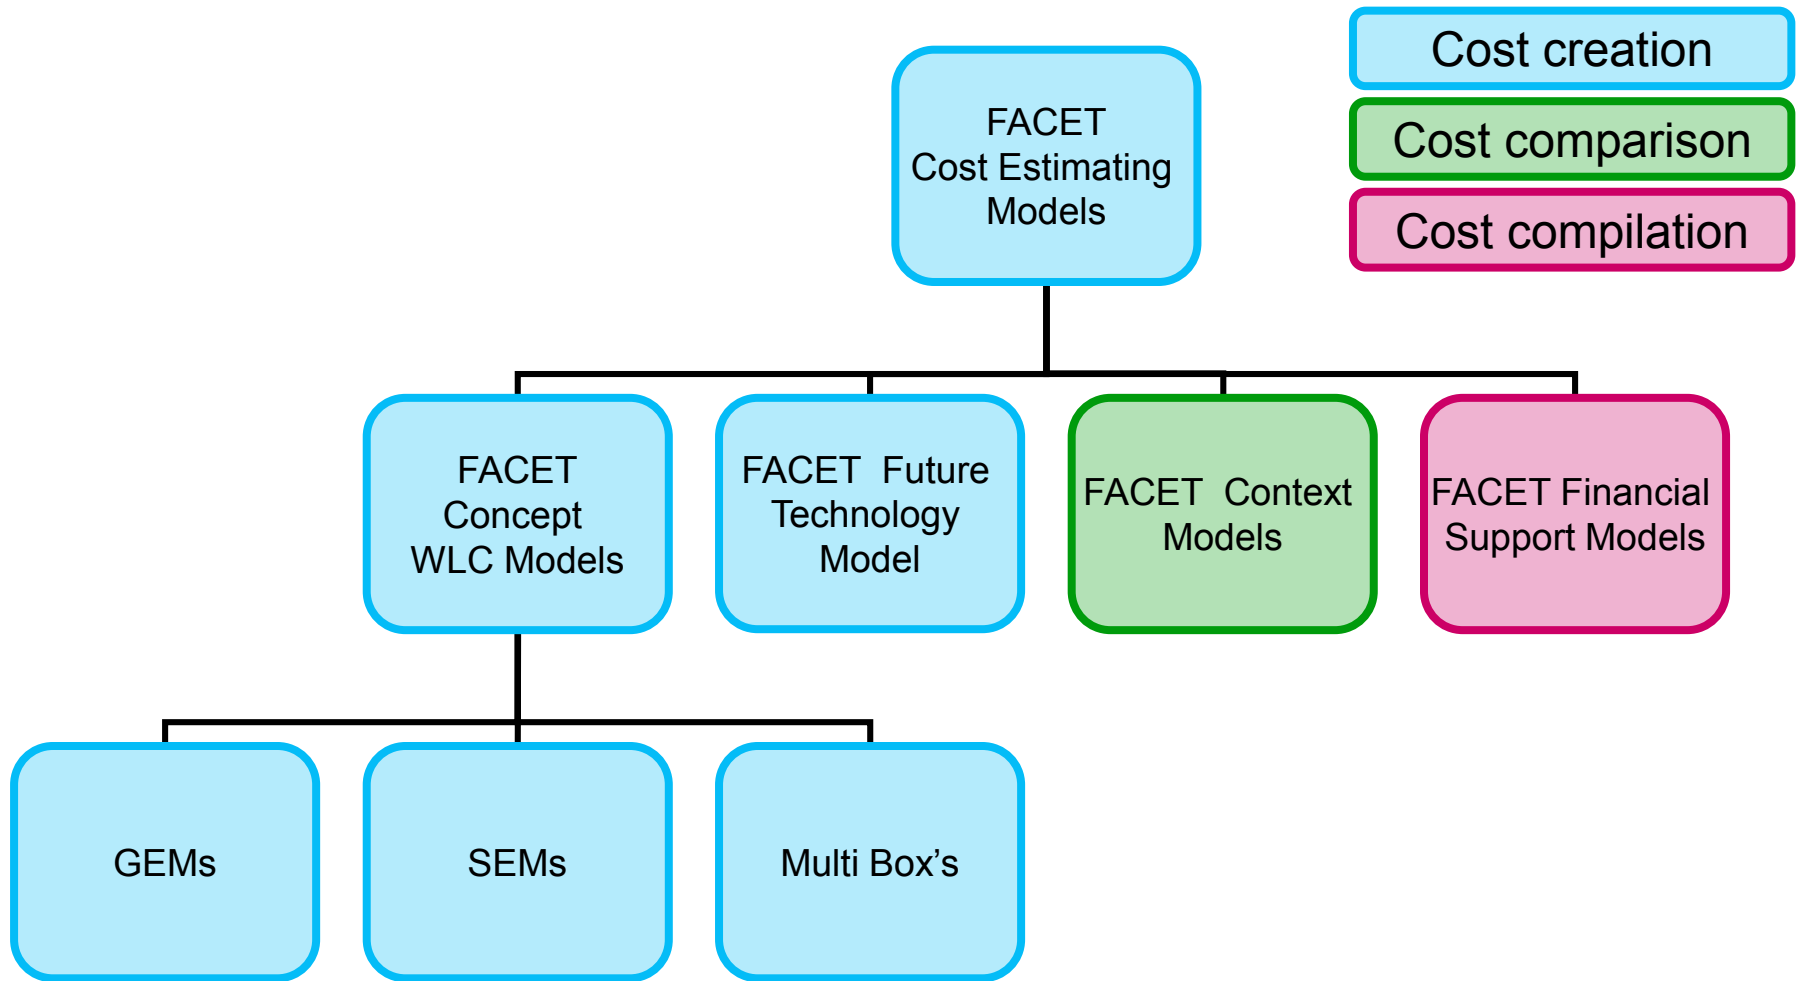 Cost creation
Cost comparison
Cost compilation
FACET
Cost Estimating
Models
FACET
Concept
WLC Models
FACET Future
Technology
Model
FACET Context
Models
FACET Financial
Support Models
GEMs
SEMs
Multi Box’s